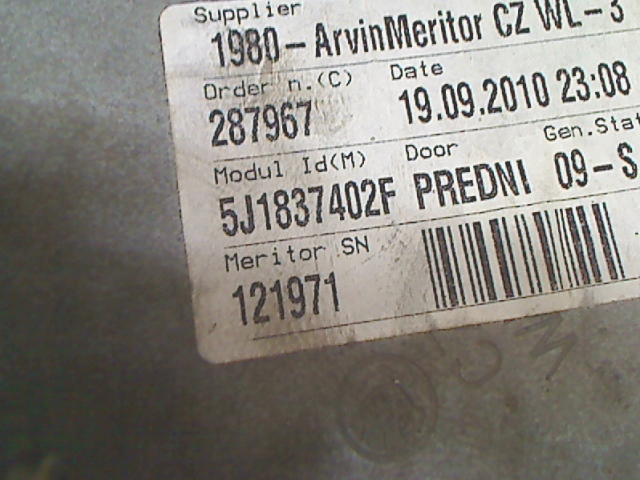 Supplier
1980-ArvinMeritor CZ WL-3
Order n.(C) Date
287967 19.09.2010 23:08
Modul Id(M) Door Gen.Stat
5J1837402F PREDNI 09-S
Meritor SN
121971